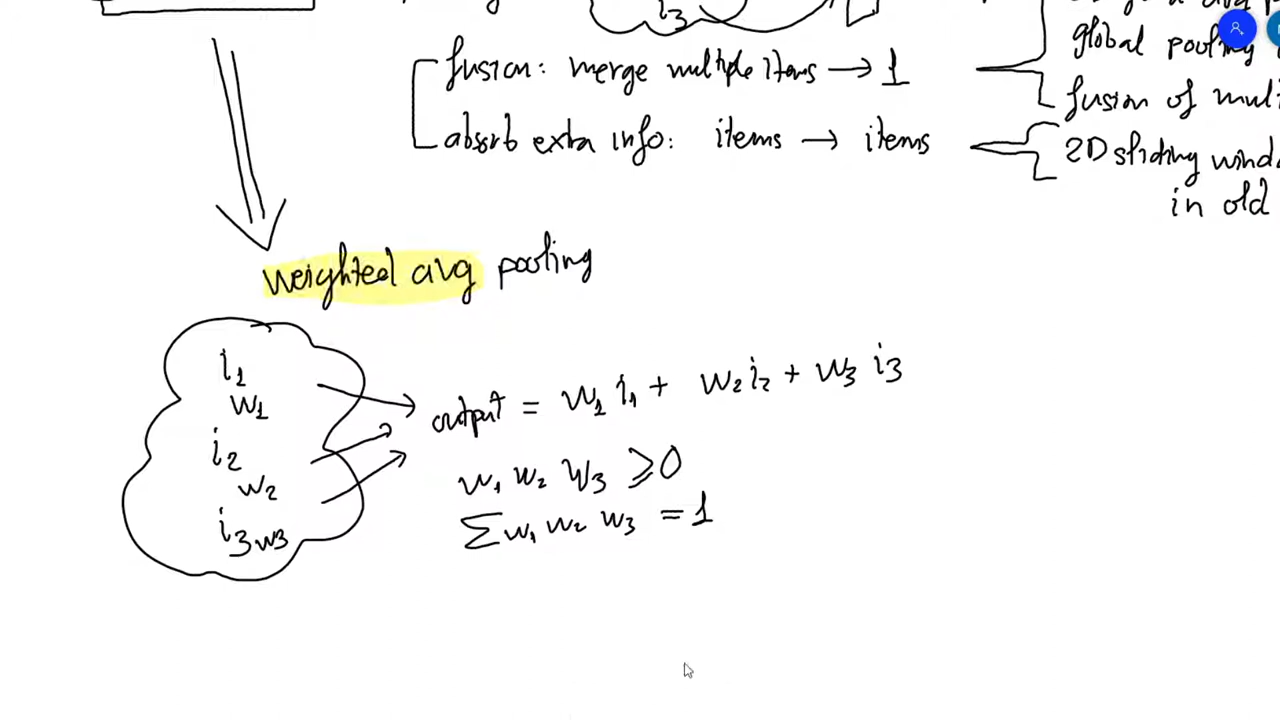 i3
global pooling
fusion: merge multiple items → 1
fusion of
absorb extra info: items → items
2D sliding
in old
weighted avg pooling
i1
w1
i2
w2
i3 w3
output = w1 i1 + w2 i2 + w3 i3
w1 w2 w3 ⩾ 0
∑ w1 w2 w3 = 1